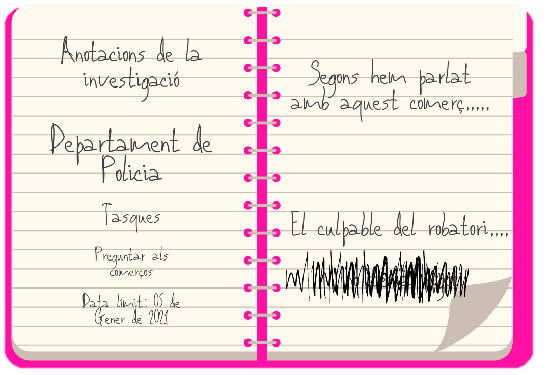 Anotacions de la
investigació
Departament de
Policia
Tasques
Preguntar als
comerços
Data límit: 05 de
Gener de 2021
Segons hem parlat
amb aquest comerç.....
El culpable del robatori....